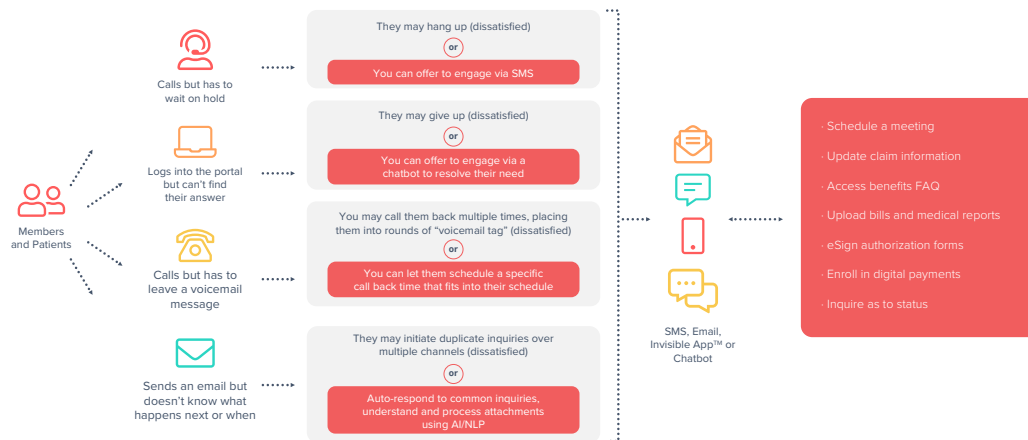 Members
and Patients
Calls but has to
wait on hold
They may hang up (dissatisfied)
or
You can offer to engage via SMS
Logs into the portal
but can't find
their answer
They may give up (dissatisfied)
or
You can offer to engage via a
chatbot to resolve their need
Calls but has to
leave a voicemail
message
You may call them back multiple times, placing
them into rounds of “voicemail tag” (dissatisfied)
or
You can let them schedule a specific
call back time that fits into their schedule
Sends an email but
doesn't know what
happens next or when
They may initiate duplicate inquiries over
multiple channels (dissatisfied)
or
Auto-respond to common inquiries,
understand and process attachments
using AI/NLP
SMS, Email,
Invisible App™ or
Chatbot
· Schedule a meeting
· Update claim information
· Access benefits FAQ
· Upload bills and medical reports
· eSign authorization forms
· Enroll in digital payments
· Inquire as to status